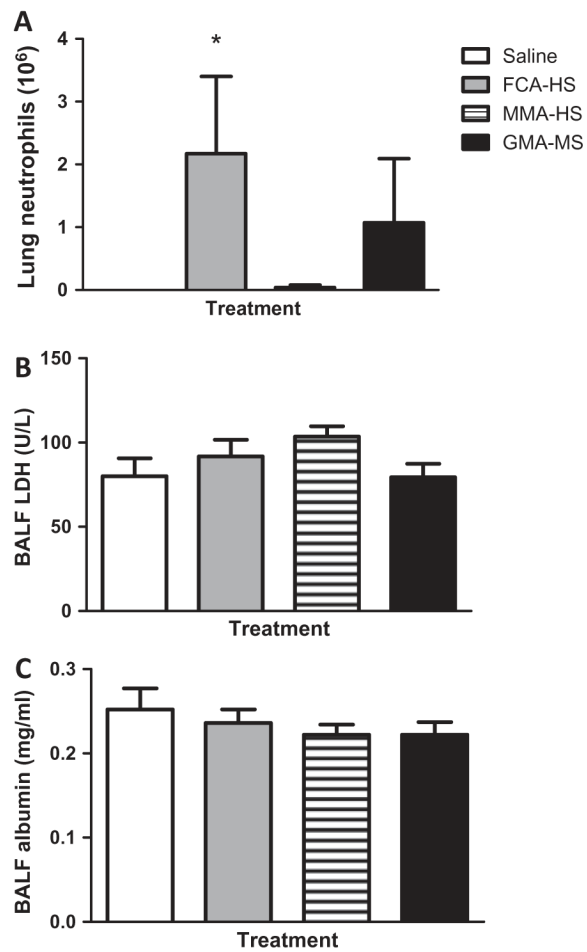 A
Lung neutrophils (10⁶)
4
3
2
1
0
*
Treatment
Saline
FCA-HS
MMA-HS
GMA-MS
B
BALF LDH (U/L)
150
100
50
0
Treatment
C
BALF albumin (mg/ml)
0.3
0.2
0.1
0.0
Treatment